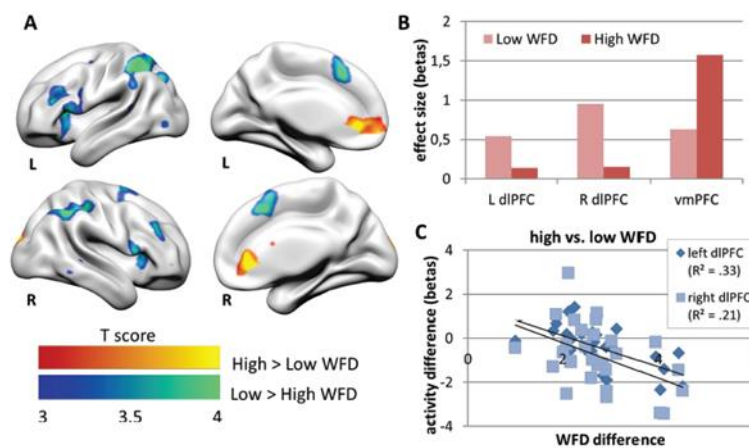 A
L
L
R
R
T score
High > Low WFD
Low > High WFD
3 3.5 4
B
Low WFD High WFD
effect size (betas)
2
1,5
1
0,5
0
L dlPFC R dlPFC vmPFC
C
high vs. low WFD
left dlPFC
(R² = .33)
right dlPFC
(R² = .21)
activity difference (betas)
4
2
0
-2
-4
0 2 4
WFD difference